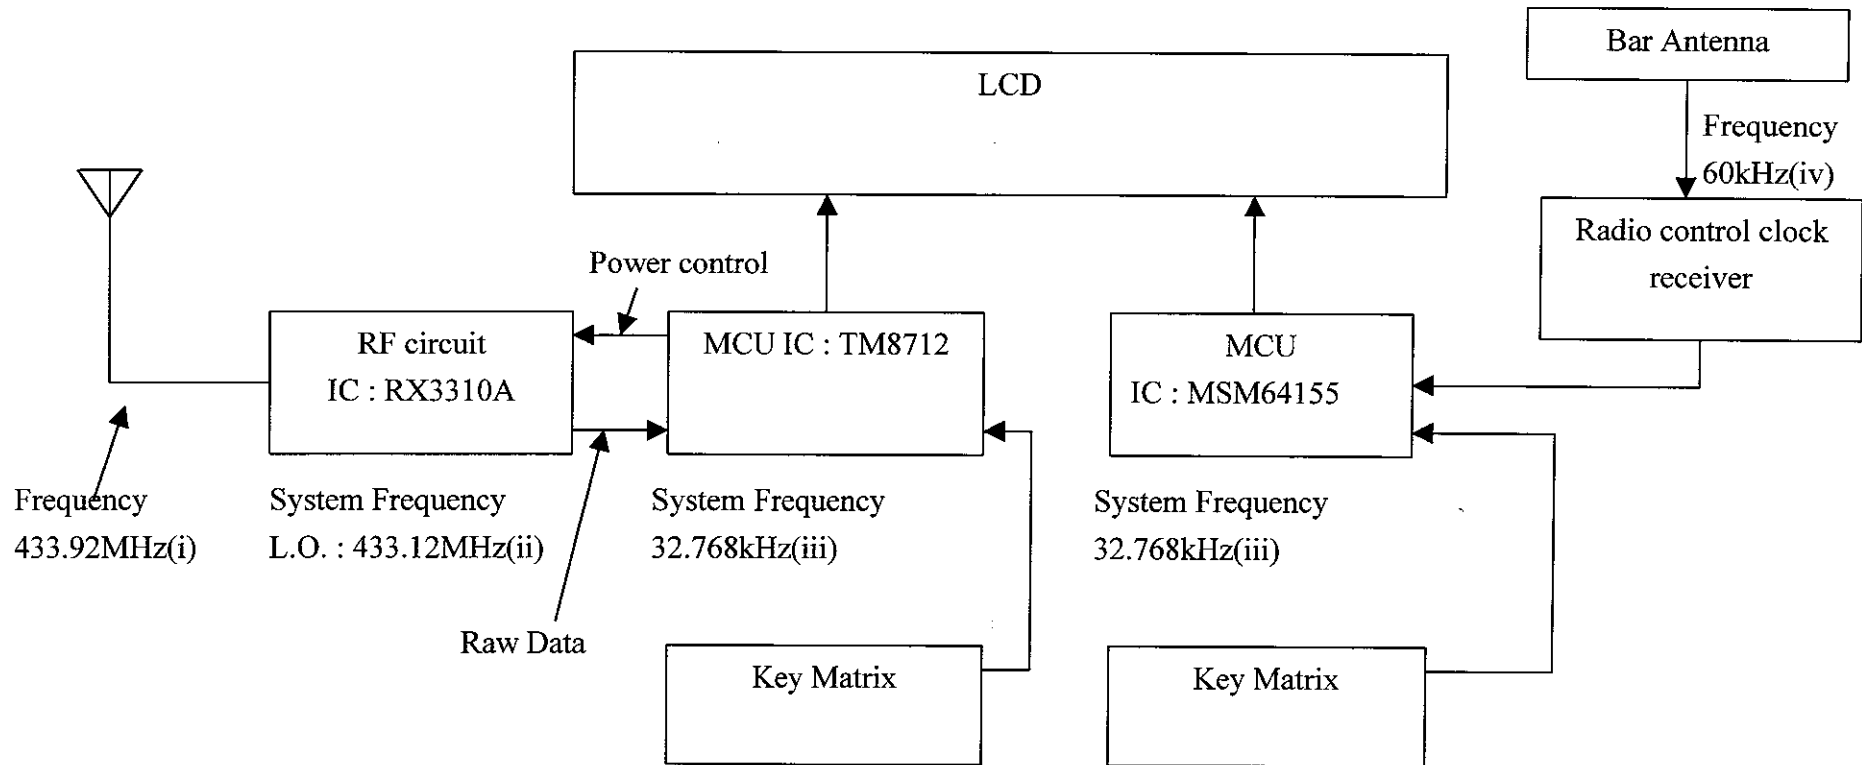 Bar Antenna
LCD
Frequency
60kHz(iv)
Radio control clock
receiver
Power control
RF circuit
IC : RX3310A
MCU IC : TM8712
MCU
IC : MSM64155
Frequency
433.92MHz(i)
System Frequency
L.O. : 433.12MHz(ii)
System Frequency
32.768kHz(iii)
System Frequency
32.768kHz(iii)
Raw Data
Key Matrix
Key Matrix